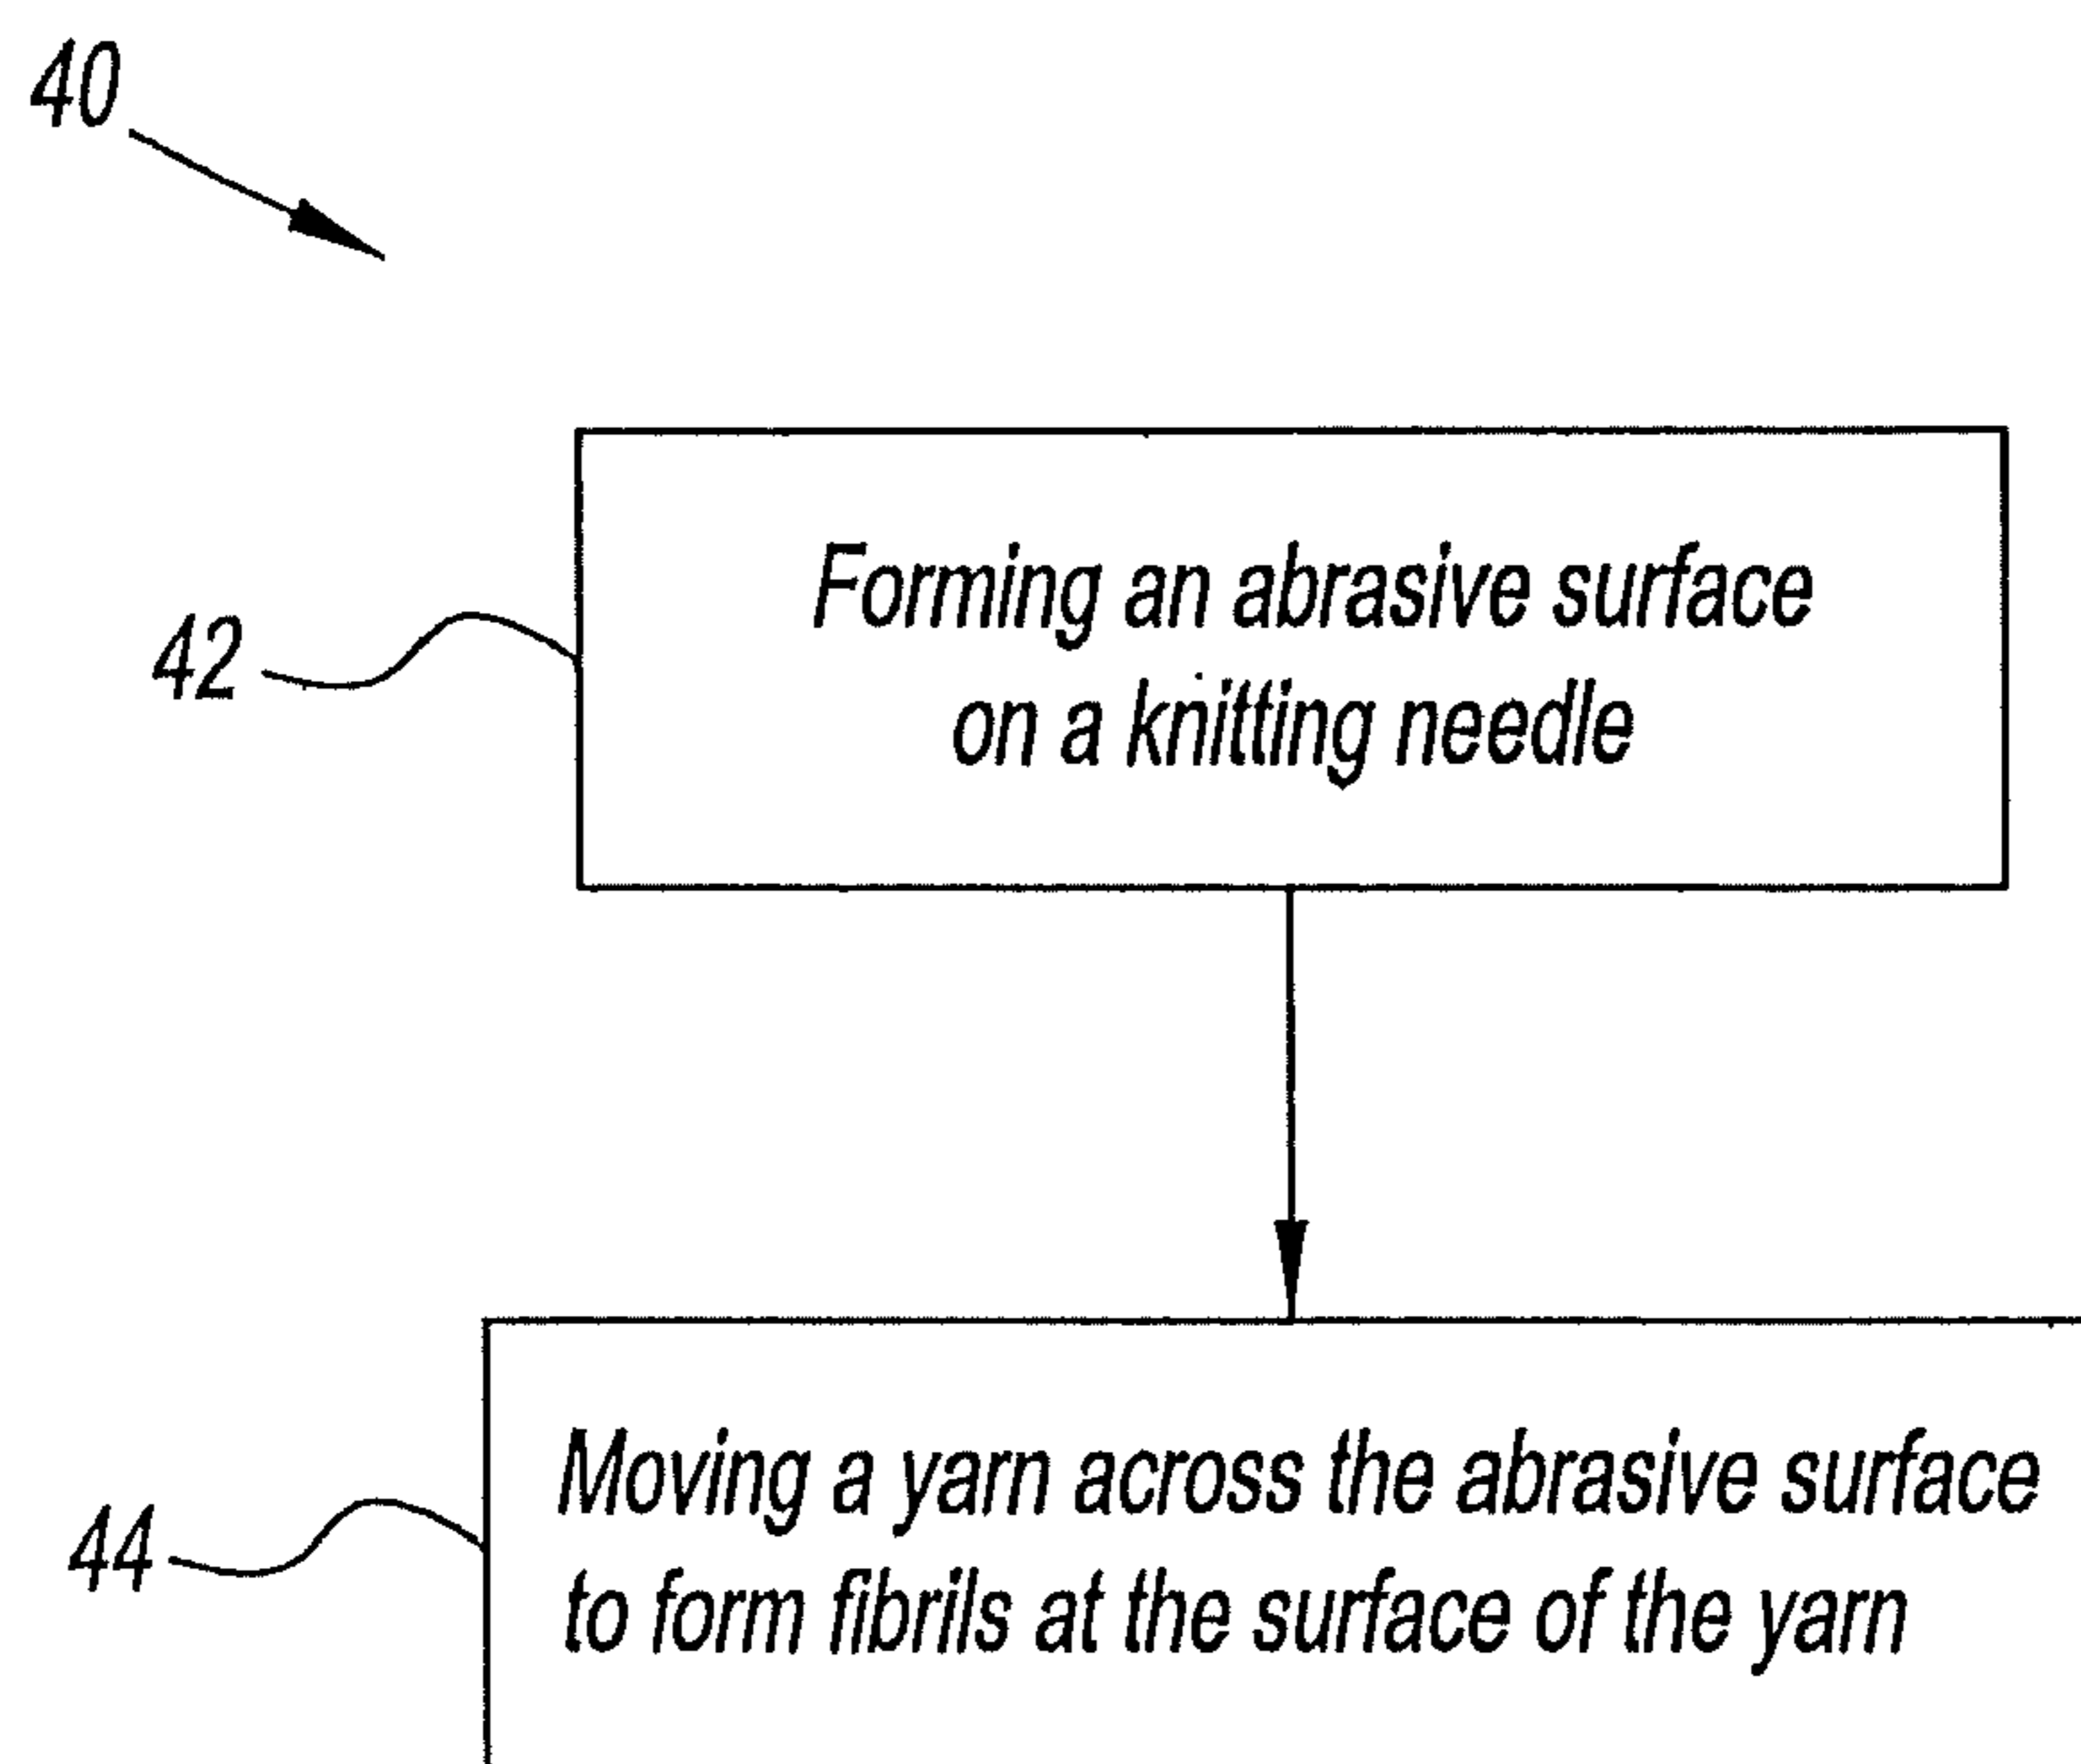 40
42
Forming an abrasive surface
on a knitting needle
44
Moving a yarn across the abrasive surface
to form fibrils at the surface of the yarn